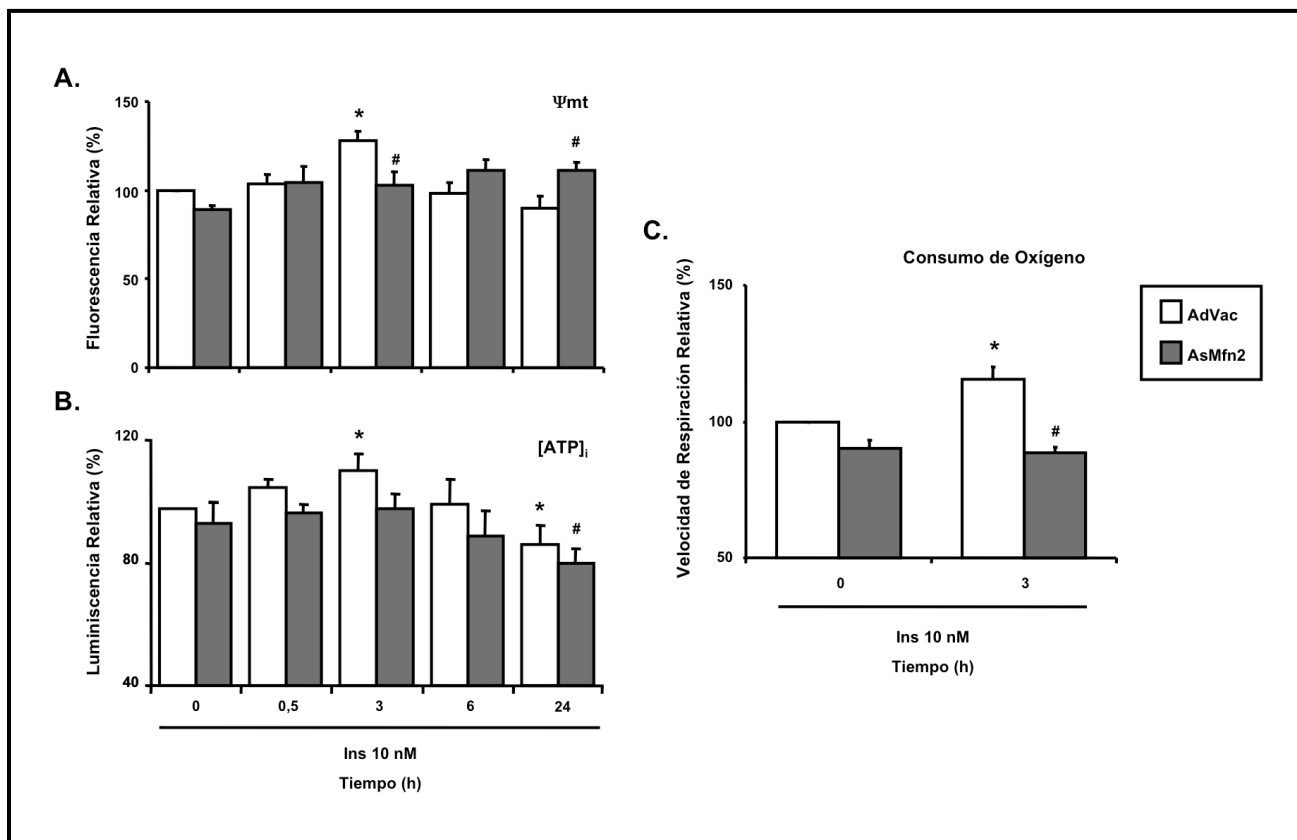 A.
Ψmt
Fluorescencia Relativa (%)
150
100
50
0
*
#
#
B.
[ATP]i
Luminiscencia Relativa (%)
120
80
40
*
*
#
0
0,5
3
6
24
Ins 10 nM
Tiempo (h)
C.
Consumo de Oxígeno
Velocidad de Respiración Relativa (%)
150
100
50
*
#
0
3
Ins 10 nM
Tiempo (h)
AdVac
AsMfn2